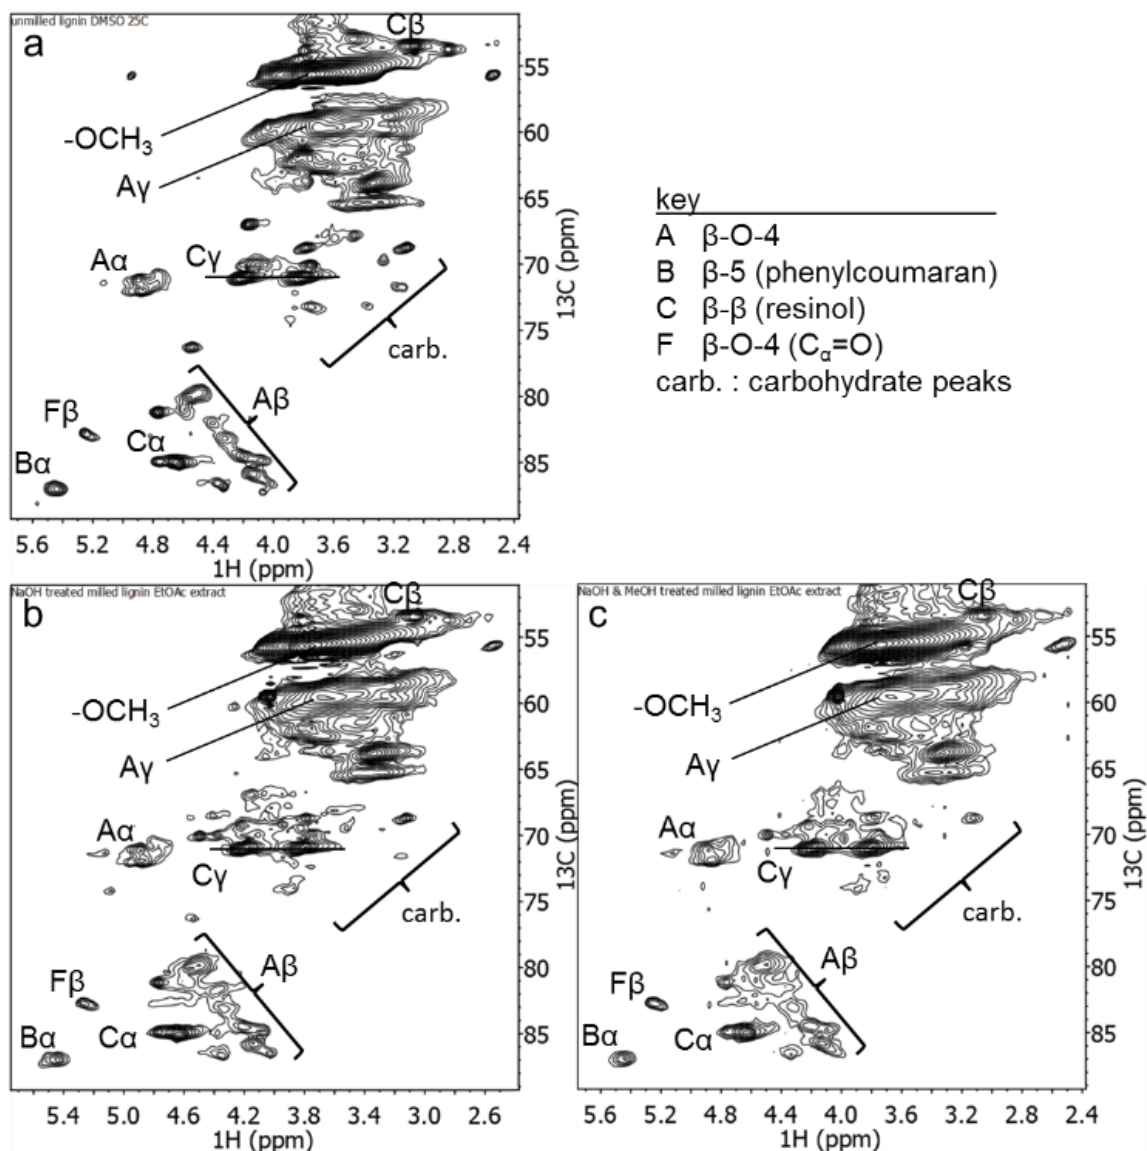 unmilled lignin DMSO 25C
a
Cβ
-OCH₃
Aγ
Aα
Cγ
carb.
Aβ
Fβ
Cα
Bα
55
60
65
70
75
80
85
13C (ppm)
5.6 5.2 4.8 4.4 4.0 3.6 3.2 2.8 2.4
1H (ppm)
key
A β-O-4
B β-5 (phenylcoumaran)
C β-β (resinol)
F β-O-4 (Cα=O)
carb. : carbohydrate peaks
NaOH treated milled lignin EtOAc extract
b
Cβ
-OCH₃
Aγ
Aα
Cγ
carb.
Aβ
Fβ
Bα
Cα
55
60
65
70
75
80
85
13C (ppm)
5.4 5.0 4.6 4.2 3.8 3.4 3.0 2.6
1H (ppm)
NaOH & MeOH treated milled lignin EtOAc extract
c
Cβ
-OCH₃
Aγ
Aα
Cγ
carb.
Aβ
Fβ
Bα
Cα
55
60
65
70
75
80
85
13C (ppm)
5.6 5.2 4.8 4.4 4.0 3.6 3.2 2.8 2.4
1H (ppm)